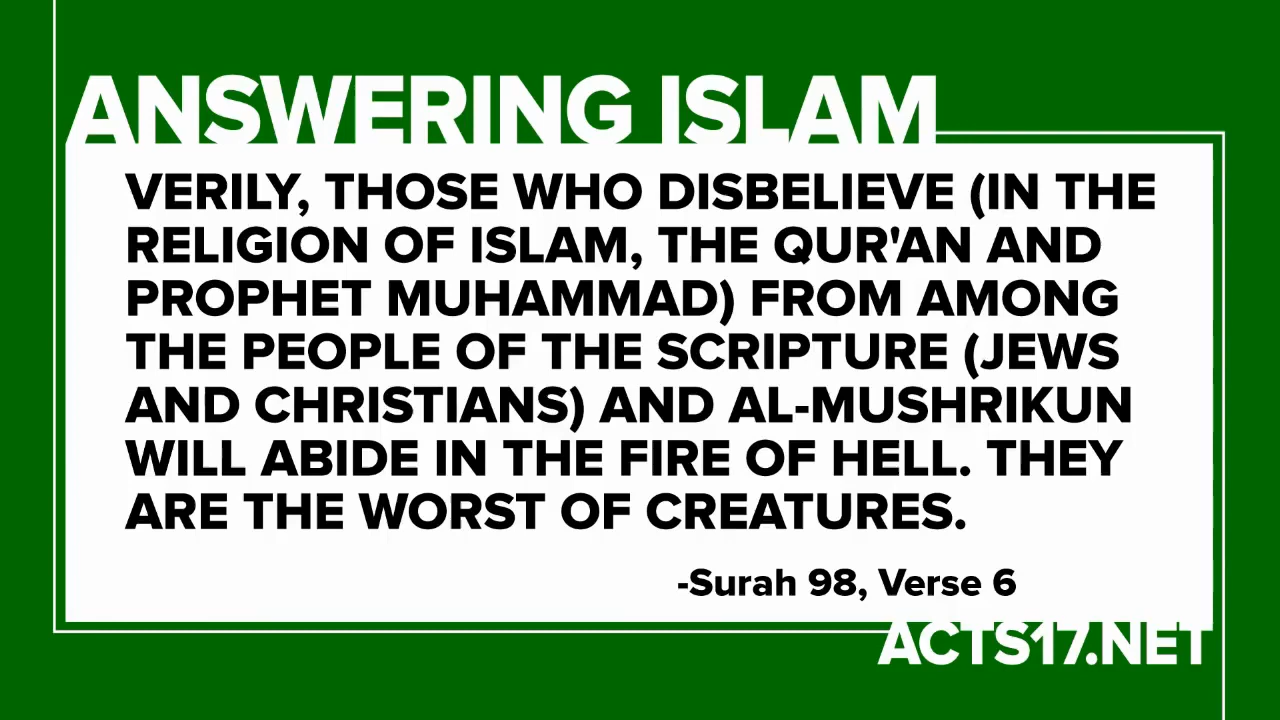 ANSWERING ISLAM
VERILY, THOSE WHO DISBELIEVE (IN THE
RELIGION OF ISLAM, THE QUR'AN AND
PROPHET MUHAMMAD) FROM AMONG
THE PEOPLE OF THE SCRIPTURE (JEWS
AND CHRISTIANS) AND AL-MUSHRIKUN
WILL ABIDE IN THE FIRE OF HELL. THEY
ARE THE WORST OF CREATURES.
-Surah 98, Verse 6
ACTS17.NET